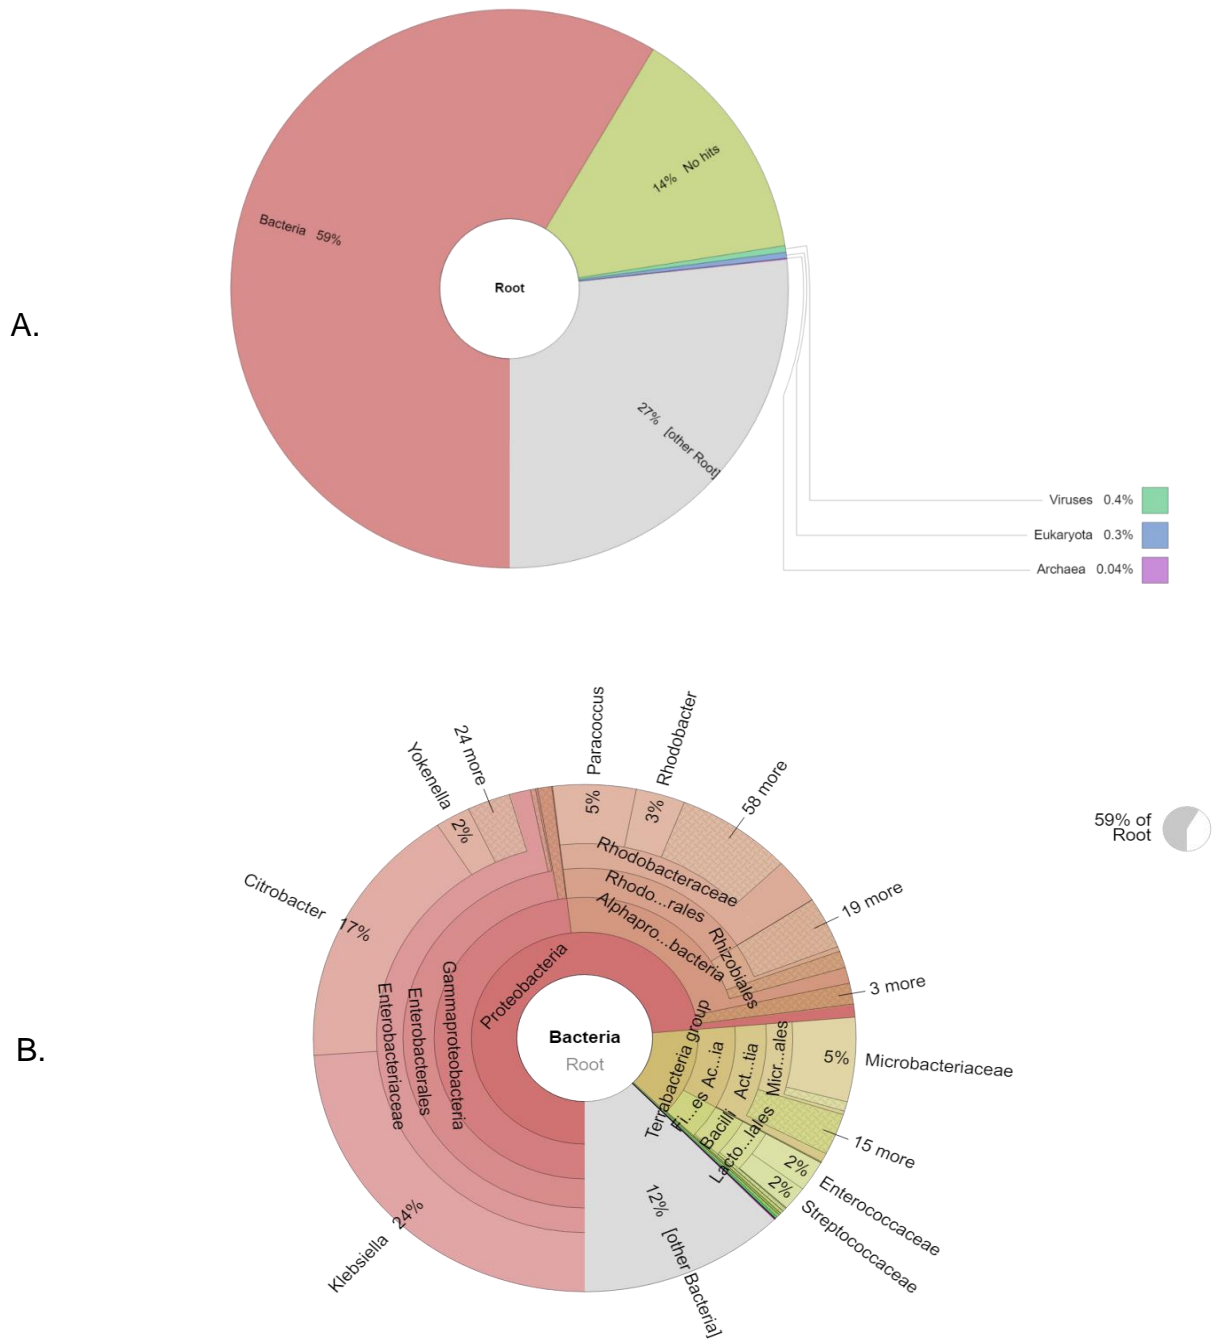 A.
Bacteria 59%
14% No hits
Root
27% [other Root]
Viruses 0.4%
Eukaryota 0.3%
Archaea 0.04%
B.
Paracoccus
5%
Rhodobacter
3%
58 more
24 more
Yokenella
2%
Citrobacter 17%
Klebsiella 24%
Rhodobacteraceae
Rhodo...rales
Alphapro...bacteria
Rhizobiales
19 more
3 more
Proteobacteria
Gammaproteobacteria
Enterobacterales
Enterobacteriaceae
Bacteria
Root
59% of
Root
Terrabacteria group
Ac...ia
Act...tia
Micr...ales
5% Microbacteriaceae
Fi...es
Bacilli
Lacto...lales
15 more
2% Enterococcaceae
2% Streptococcaceae
12% [other Bacteria]